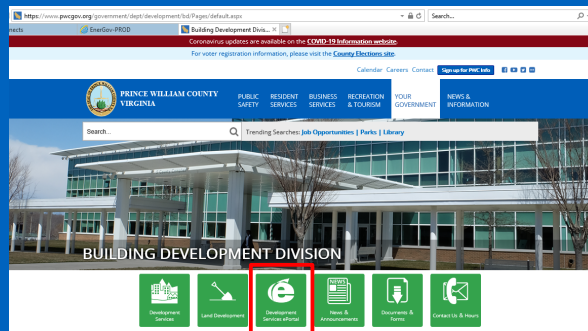 https://www.pwcgov.org/government/dept/development/bd/Pages/default.aspx
Search...
nects
EnerGov-PROD
Building Development Divis...
Coronavirus updates are available on the COVID-19 Information website.
For voter registration information, please visit the County Elections site.
Calendar Careers Contact Sign up for PWC Info
PRINCE WILLIAM COUNTY
VIRGINIA
PUBLIC SAFETY
RESIDENT SERVICES
BUSINESS SERVICES
RECREATION & TOURISM
YOUR GOVERNMENT
NEWS & INFORMATION
Search...
Trending Searches: Job Opportunities | Parks | Library
BUILDING DEVELOPMENT DIVISION
NEWS
Development Services
Land Development
Development Services ePortal
News & Announcements
Documents & Forms
Contact Us & Hours